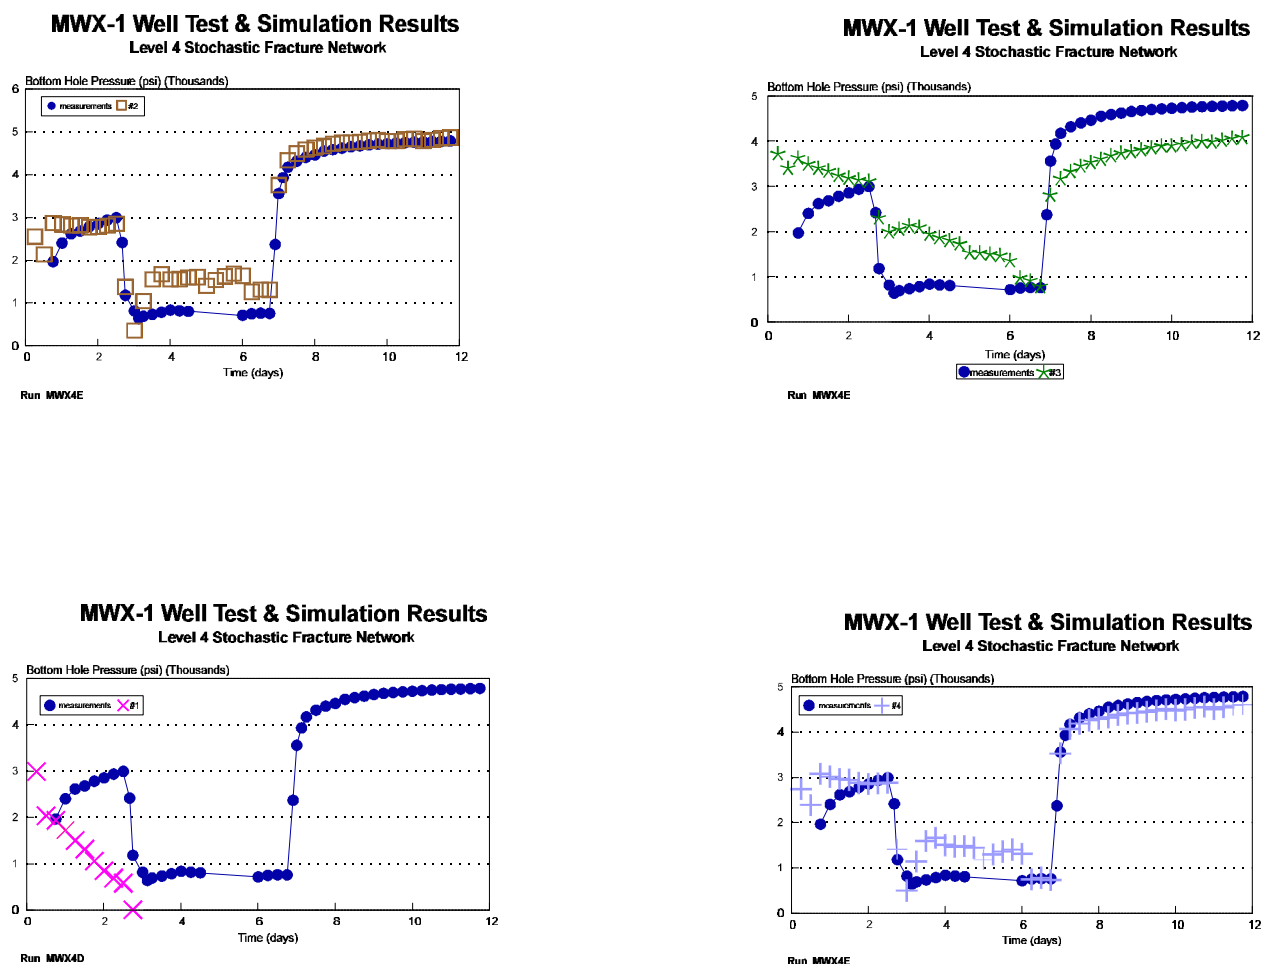 MWX-1 Well Test & Simulation Results
Level 4 Stochastic Fracture Network
Bottom Hole Pressure (psi) (Thousands)
6
measurements #2
5
4
3
2
1
0
0 2 4 6 8 10 12
Time (days)
Run MWX4E
MWX-1 Well Test & Simulation Results
Level 4 Stochastic Fracture Network
Bottom Hole Pressure (psi) (Thousands)
5
4
3
2
1
0
0 2 4 6 8 10 12
Time (days)
measurements #3
Run MWX4E
MWX-1 Well Test & Simulation Results
Level 4 Stochastic Fracture Network
Bottom Hole Pressure (psi) (Thousands)
5
measurements #1
4
3
2
1
0
0 2 4 6 8 10 12
Time (days)
Run MWX4D
MWX-1 Well Test & Simulation Results
Level 4 Stochastic Fracture Network
Bottom Hole Pressure (psi) (Thousands)
5
measurements #4
4
3
2
1
0
0 2 4 6 8 10 12
Time (days)
Run MWX4E